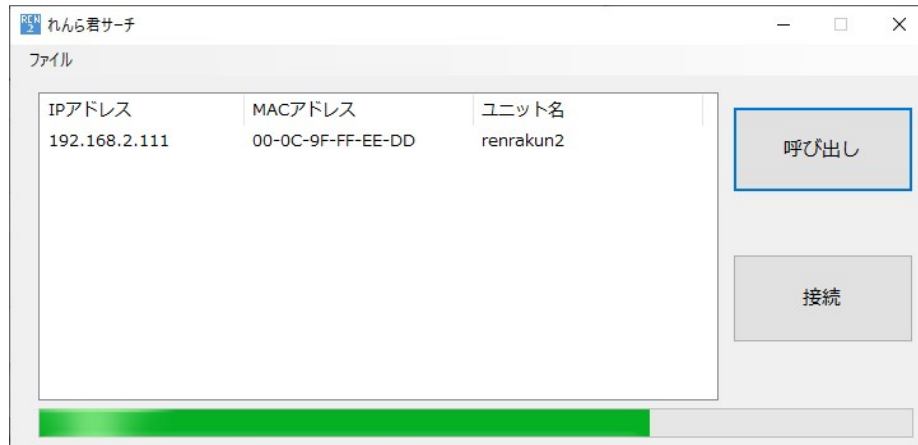 REN
2
れんら君サーチ
ファイル
IPアドレス MACアドレス ユニット名
192.168.2.111 00-0C-9F-FF-EE-DD renrakun2
呼び出し
接続